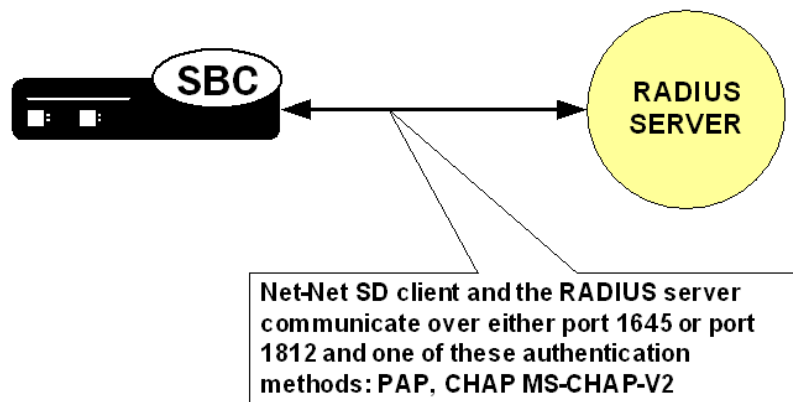 SBC
RADIUS
SERVER
Net-Net SD client and the RADIUS server
communicate over either port 1645 or port
1812 and one of these authentication
methods: PAP, CHAP MS-CHAP-V2